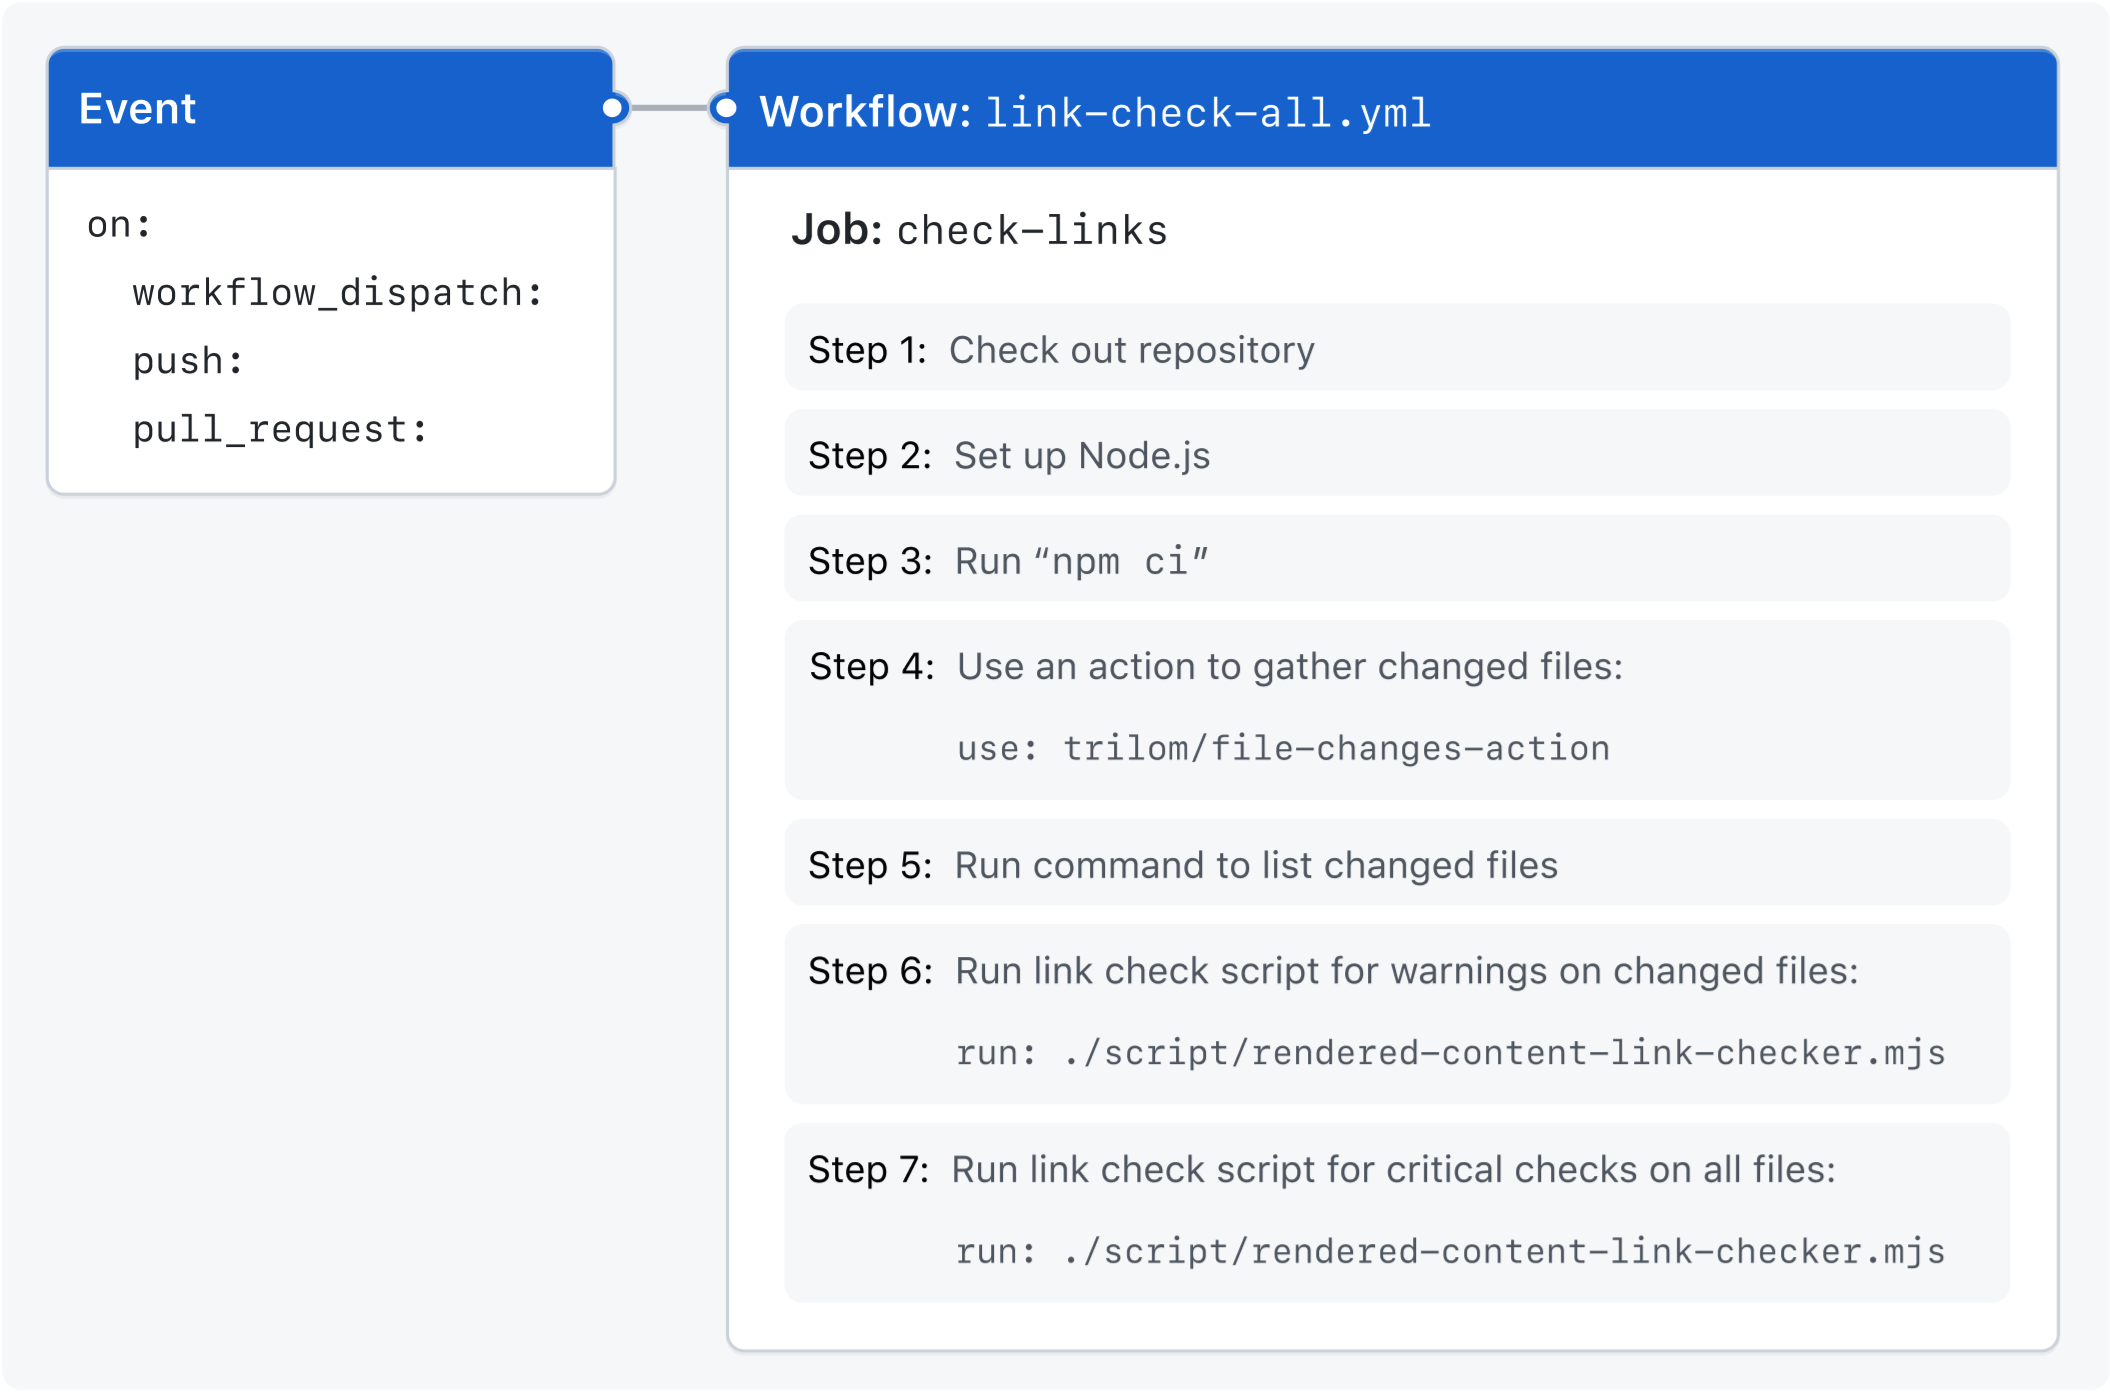 Event
on:
workflow_dispatch:
push:
pull_request:
Workflow: link-check-all.yml
Job: check-links
Step 1: Check out repository
Step 2: Set up Node.js
Step 3: Run “npm ci”
Step 4: Use an action to gather changed files:
use: trilom/file-changes-action
Step 5: Run command to list changed files
Step 6: Run link check script for warnings on changed files:
run: ./script/rendered-content-link-checker.mjs
Step 7: Run link check script for critical checks on all files:
run: ./script/rendered-content-link-checker.mjs